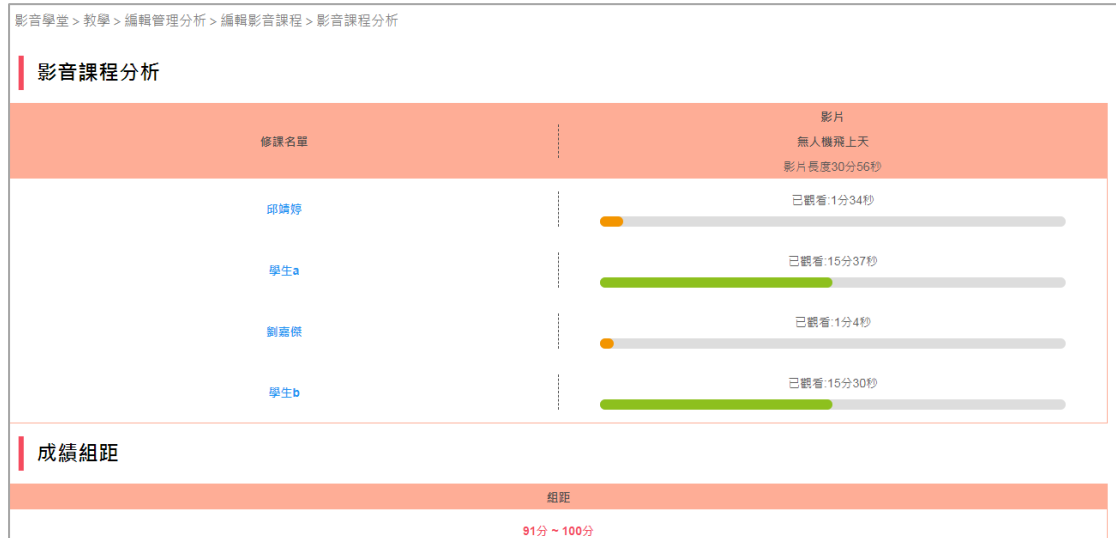 影音學堂 > 教學 > 編輯管理分析 > 編輯影音課程 > 影音課程分析
影音課程分析
修課名單
影片
無人機飛上天
影片長度30分56秒
邱靖婷
已觀看:1分34秒
學生a
已觀看:15分37秒
劉嘉傑
已觀看:1分4秒
學生b
已觀看:15分30秒
成績組距
組距
91分 ~ 100分